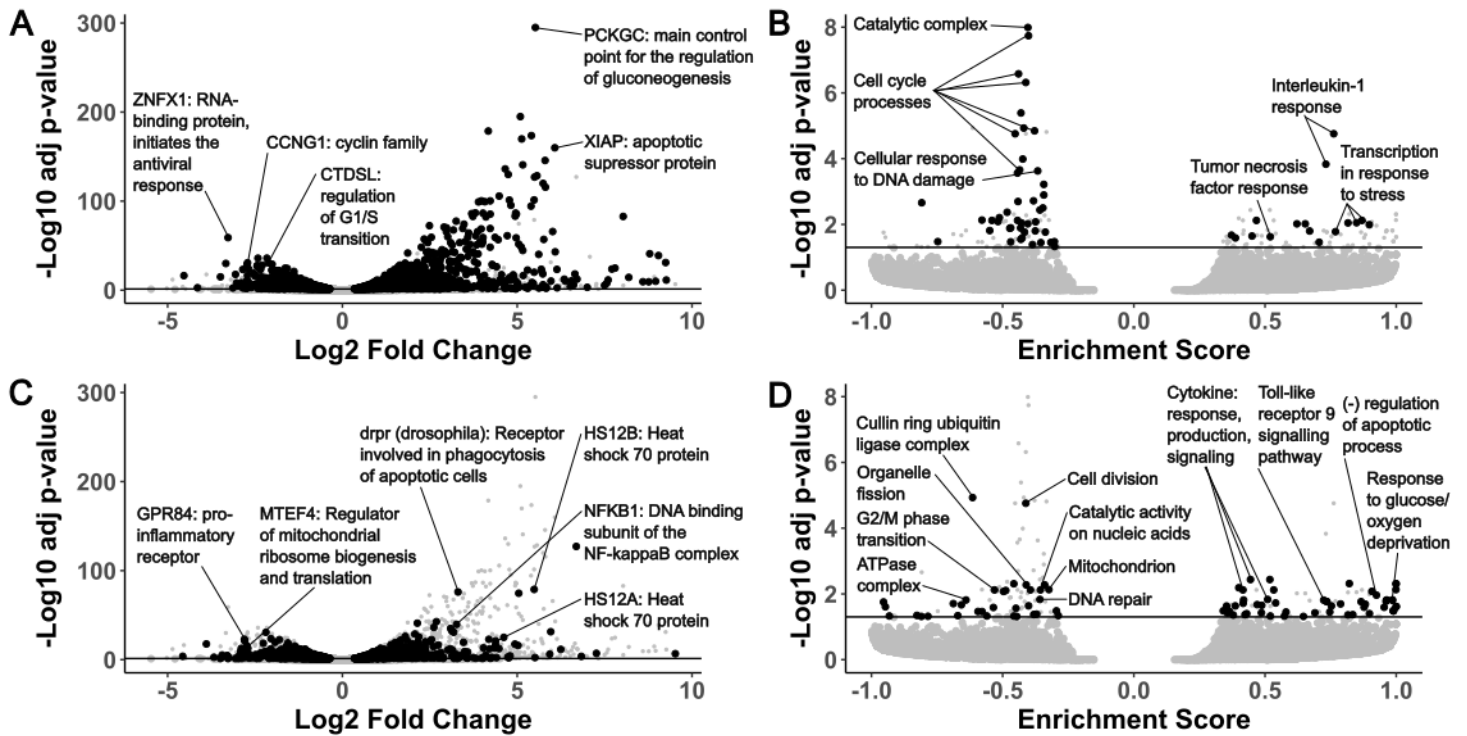 A
-Log10 adj p-value
300
200
100
0
-5
0
5
10
Log2 Fold Change
PCKGC: main control
point for the regulation
of gluconeogenesis
ZNFX1: RNA-
binding protein,
initiates the
antiviral
response
CCNG1: cyclin family
CTDSL:
regulation
of G1/S
transition
XIAP: apoptotic
supressor protein
B
-Log10 adj p-value
8
6
4
2
0
-1.0
-0.5
0.0
0.5
1.0
Enrichment Score
Catalytic complex
Cell cycle
processes
Cellular response
to DNA damage
Interleukin-1
response
Tumor necrosis
factor response
Transcription
in response
to stress
C
-Log10 adj p-value
300
200
100
0
-5
0
5
10
Log2 Fold Change
GPR84: pro-
inflammatory
receptor
MTEF4: Regulator
of mitochondrial
ribosome biogenesis
and translation
drpr (drosophila): Receptor
involved in phagocytosis
of apoptotic cells
HS12B: Heat
shock 70 protein
NFKB1: DNA binding
subunit of the
NF-kappaB complex
HS12A: Heat
shock 70 protein
D
-Log10 adj p-value
8
6
4
2
0
-1.0
-0.5
0.0
0.5
1.0
Enrichment Score
Cullin ring ubiquitin
ligase complex
Organelle
fission
G2/M phase
transition
ATPase
complex
Cell division
Catalytic activity
on nucleic acids
Mitochondrion
DNA repair
Cytokine:
response,
production,
signaling
Toll-like
receptor 9
signalling
pathway
(-) regulation
of apoptotic
process
Response
to glucose/
oxygen
deprivation